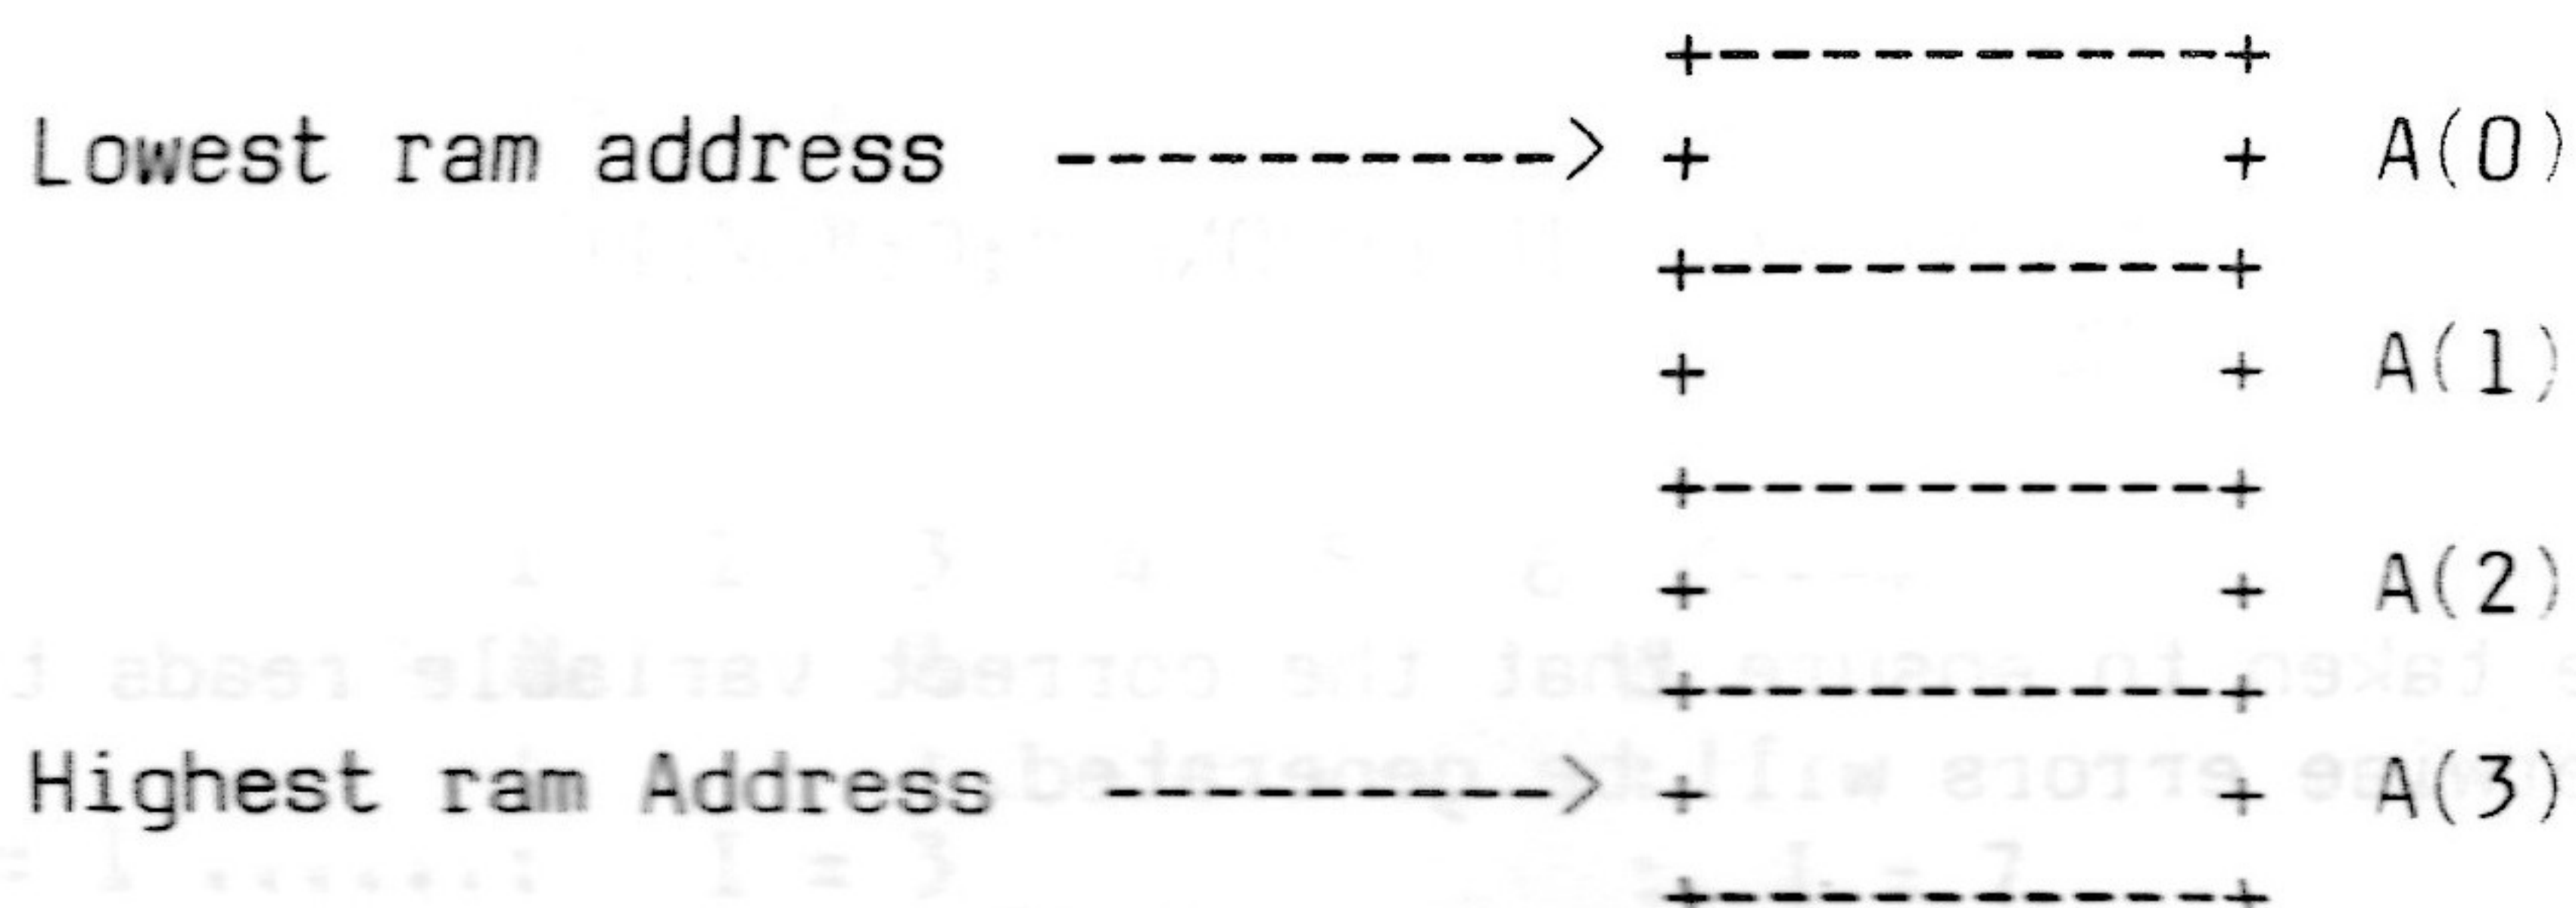 +-----------+
Lowest ram address ----------> + + A(0)
+-----------+
+ + A(1)
+-----------+
+ + A(2)
+-----------+
Highest ram Address ---------> + + A(3)
+-----------+